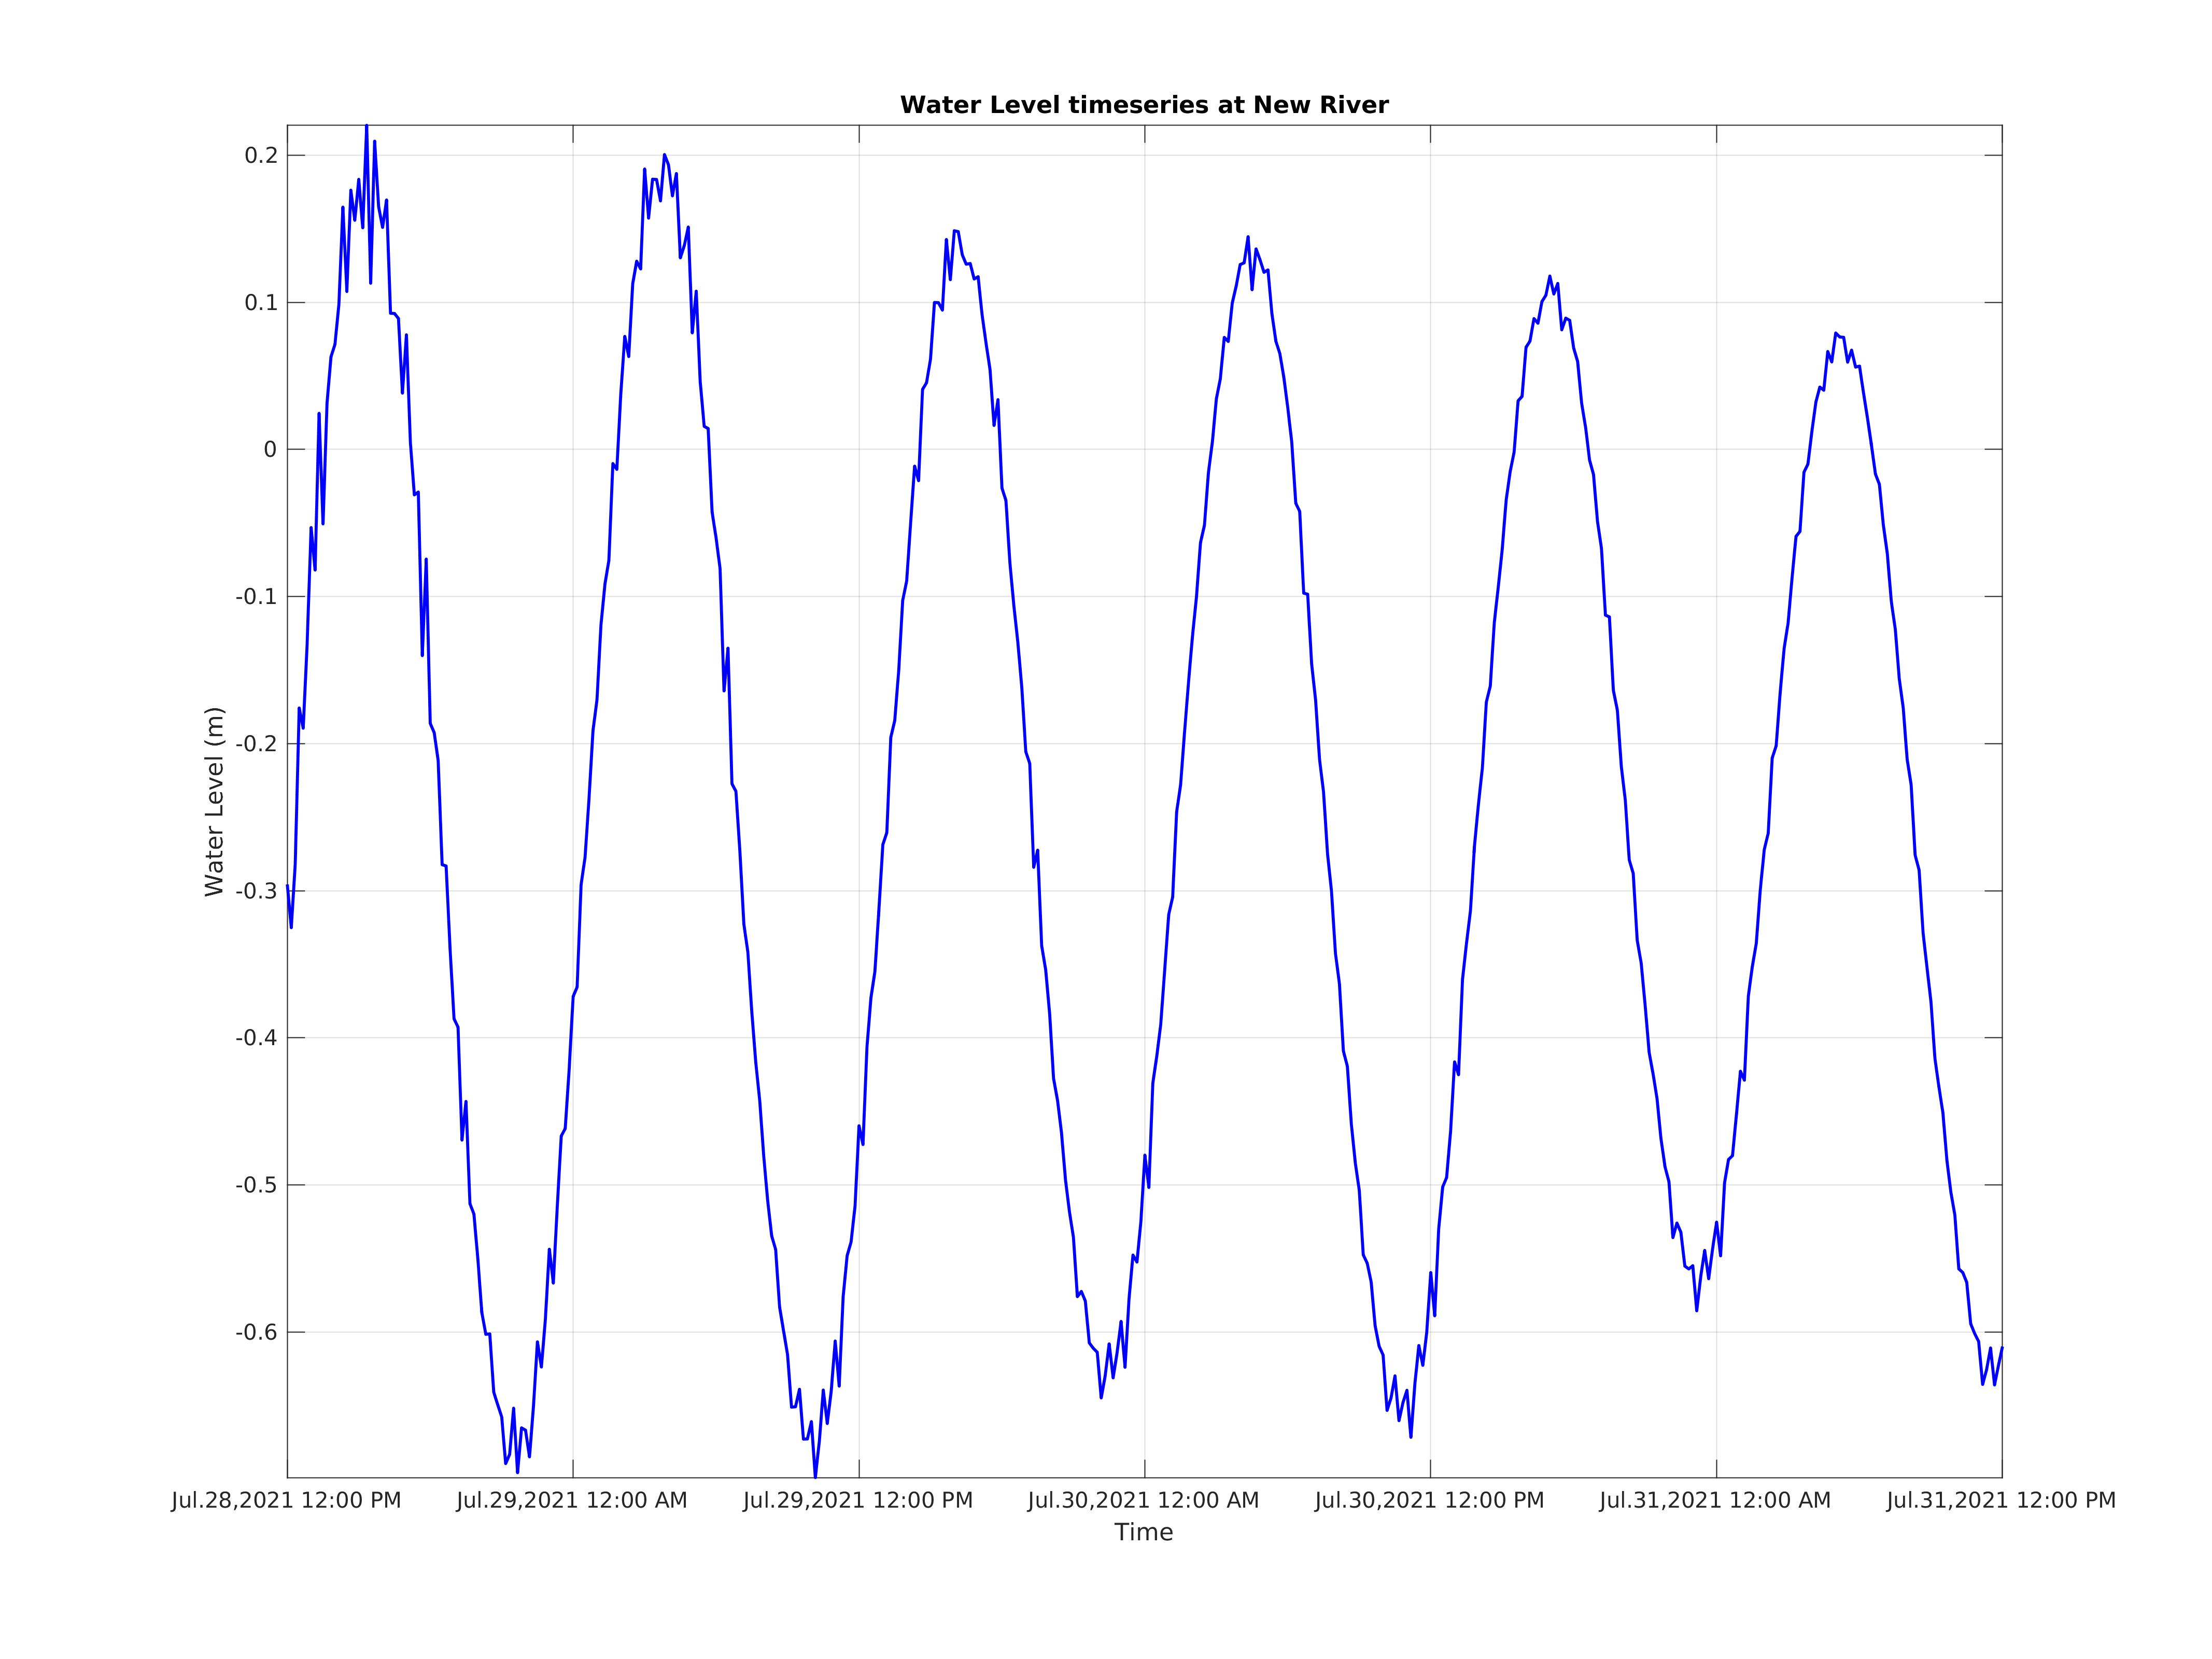 Water Level timeseries at New River
0.2
0.1
0
-0.1
-0.2
-0.3
-0.4
-0.5
-0.6
Water Level (m)
Jul.28,2021 12:00 PM
Jul.29,2021 12:00 AM
Jul.29,2021 12:00 PM
Jul.30,2021 12:00 AM
Jul.30,2021 12:00 PM
Jul.31,2021 12:00 AM
Jul.31,2021 12:00 PM
Time